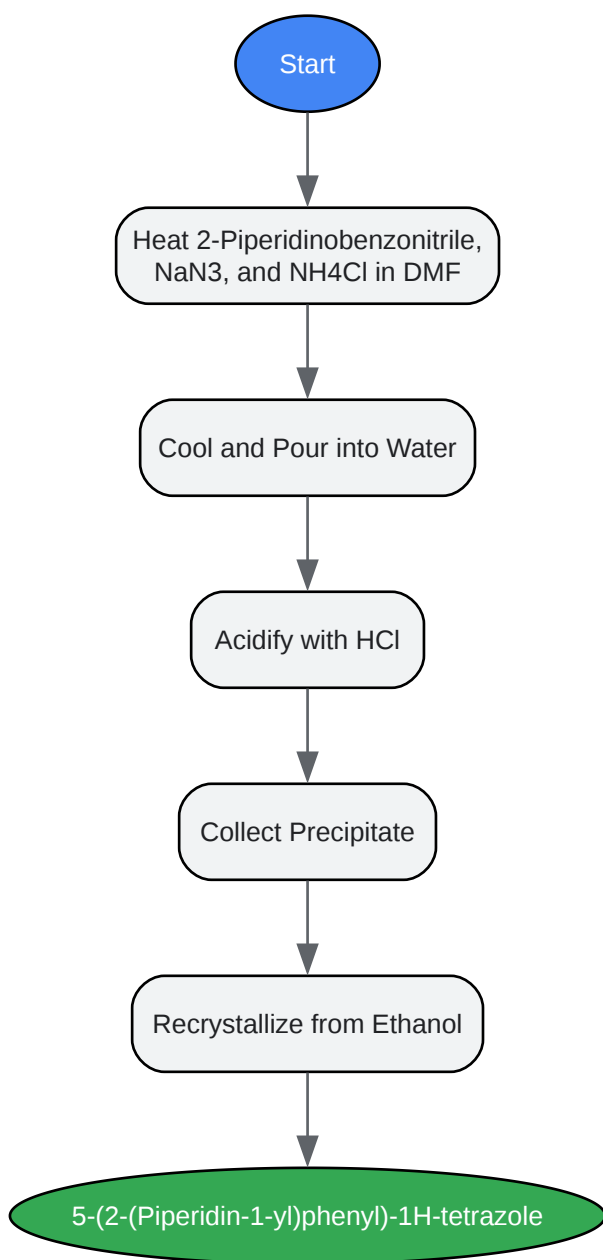 Start
Heat 2-Piperidinobenzonitrile,
NaN3, and NH4Cl in DMF
Cool and Pour into Water
Acidify with HCl
Collect Precipitate
Recrystallize from Ethanol
5-(2-(Piperidin-1-yl)phenyl)-1H-tetrazole